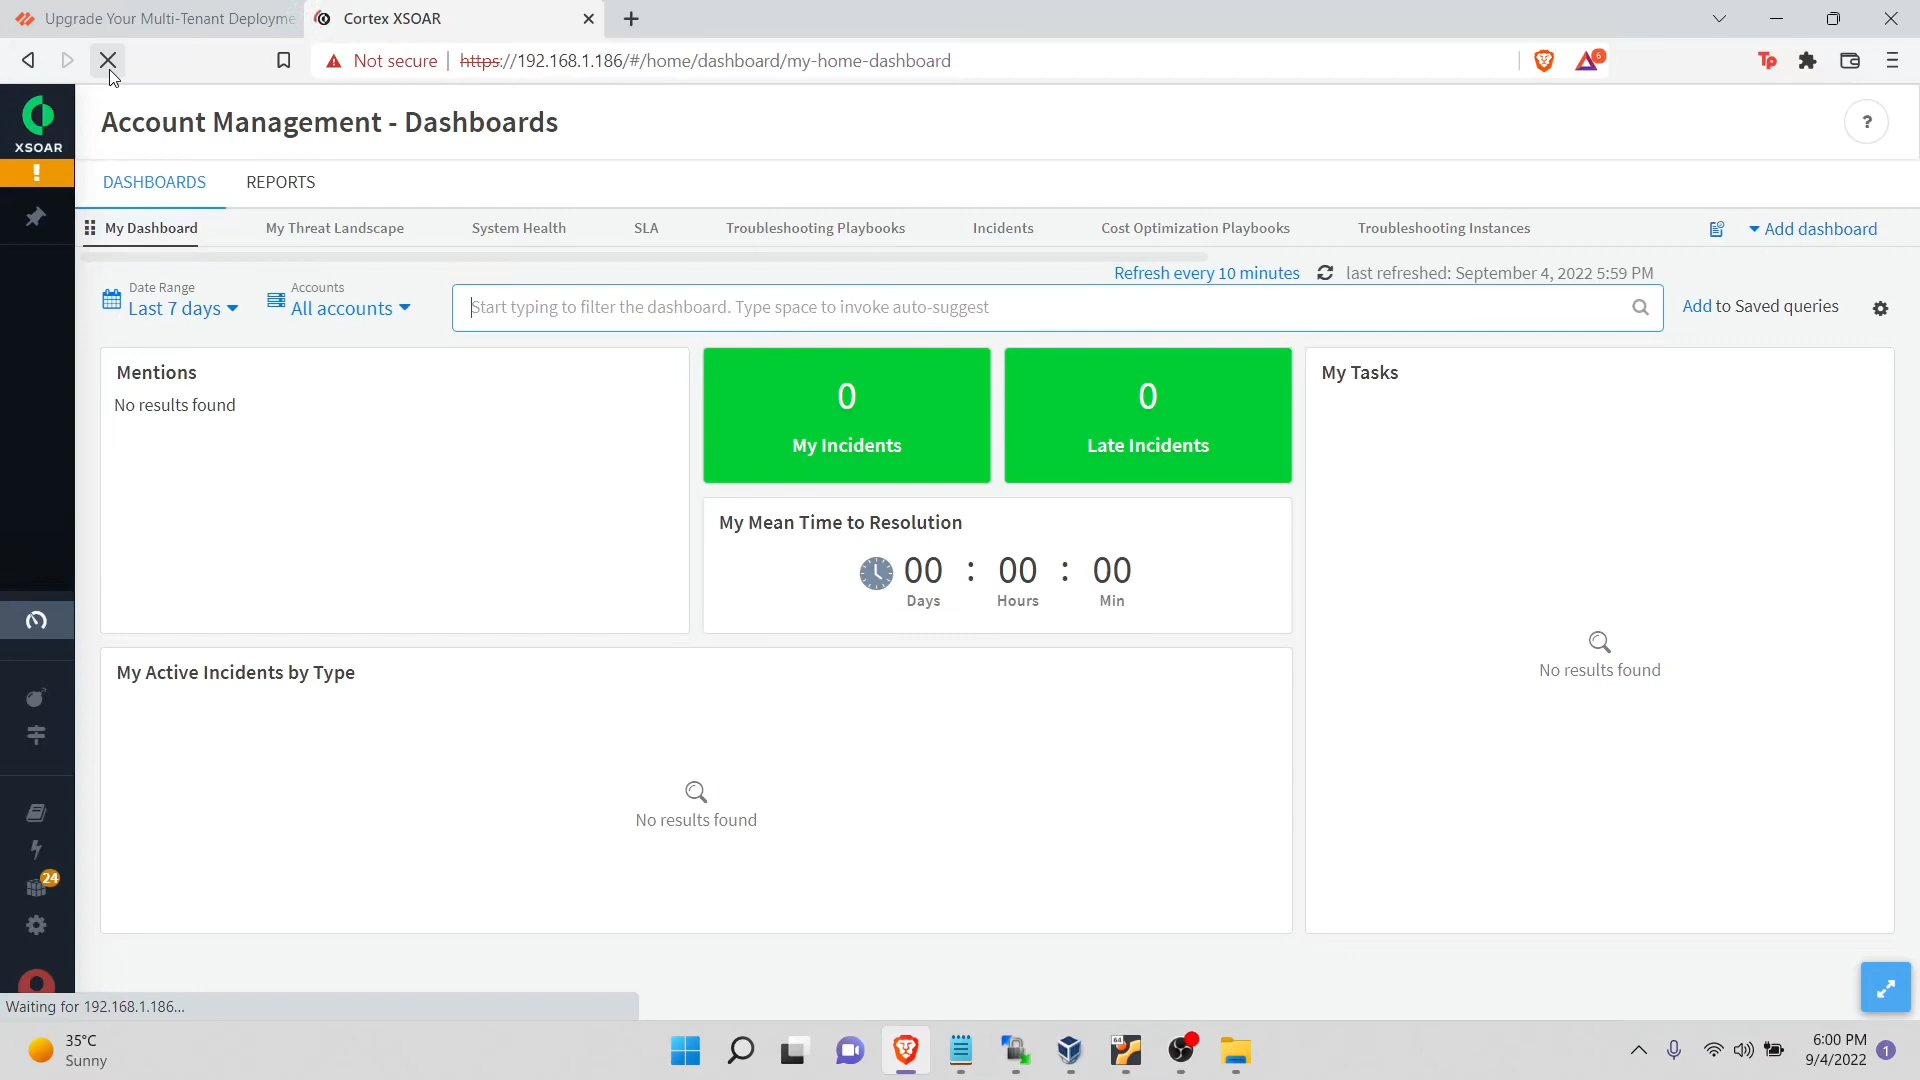 Upgrade Your Multi-Tenant Deployme
Cortex XSOAR
Not secure https://192.168.1.186/#/home/dashboard/my-home-dashboard
6
Tp
XSOAR
Account Management - Dashboards
?
!
DASHBOARDS REPORTS
My Dashboard My Threat Landscape System Health SLA Troubleshooting Playbooks Incidents Cost Optimization Playbooks Troubleshooting Instances Add dashboard
Refresh every 10 minutes last refreshed: September 4, 2022 5:59 PM
Date Range
Last 7 days
Accounts
All accounts
Start typing to filter the dashboard. Type space to invoke auto-suggest
Add to Saved queries
Mentions
No results found
0
My Incidents
0
Late Incidents
My Tasks
No results found
My Mean Time to Resolution
00 : 00 : 00
Days Hours Min
My Active Incidents by Type
No results found
24
Waiting for 192.168.1.186...
35°C
Sunny
64
6:00 PM
9/4/2022
1